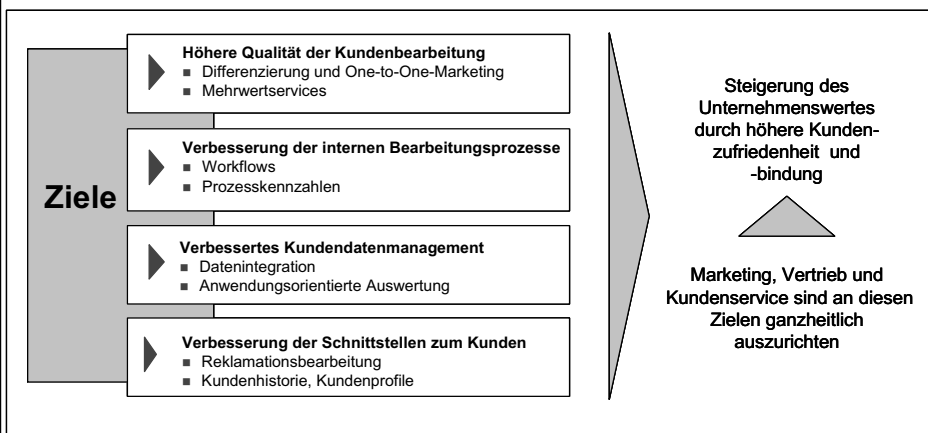 Ziele
Höhere Qualität der Kundenbearbeitung
Differenzierung und One-to-One-Marketing
Mehrwertservices
Verbesserung der internen Bearbeitungsprozesse
Workflows
Prozesskennzahlen
Verbessertes Kundendatenmanagement
Datenintegration
Anwendungsorientierte Auswertung
Verbesserung der Schnittstellen zum Kunden
Reklamationsbearbeitung
Kundenhistorie, Kundenprofile
Steigerung des
Unternehmenswertes
durch höhere Kunden-
zufriedenheit und
-bindung
Marketing, Vertrieb und
Kundenservice sind an diesen
Zielen ganzheitlich
auszurichten